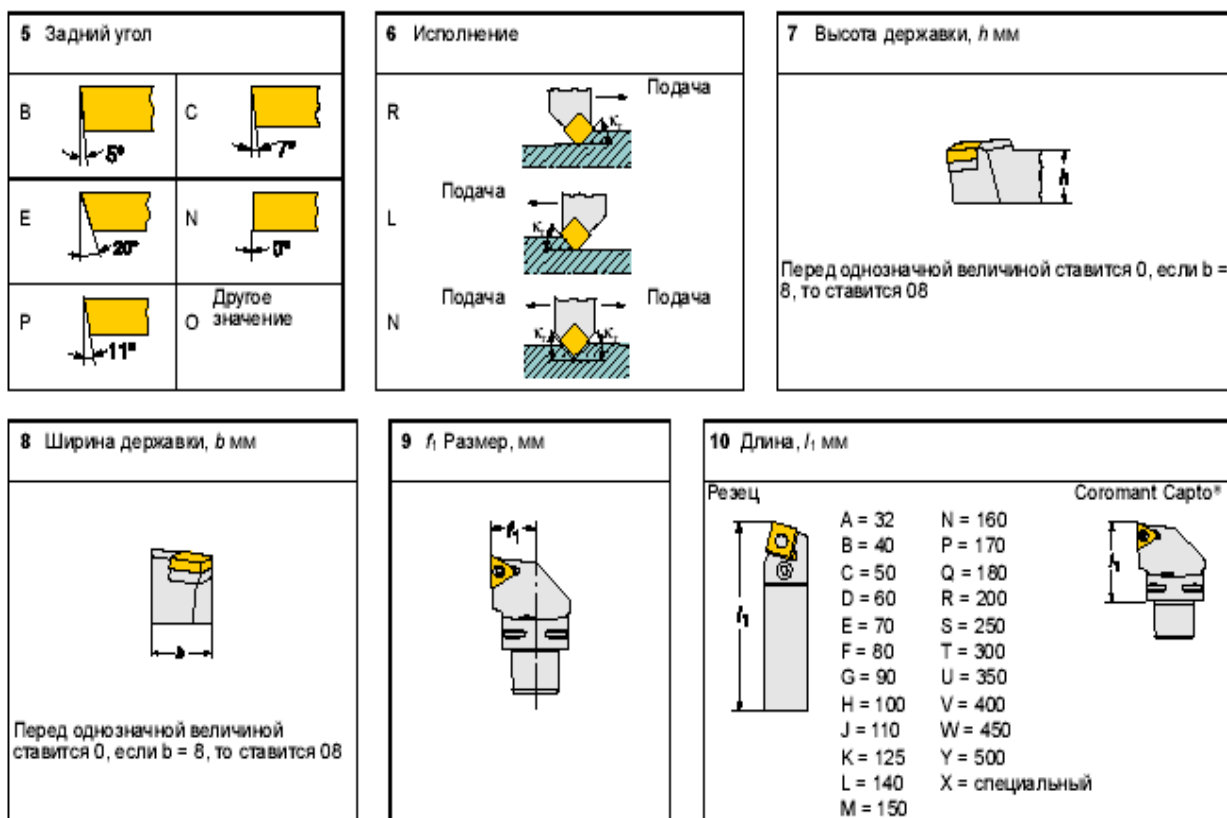 5 Задний угол
B 5° C 7°
E 20° N 0°
P 11° O Другое
значение
6 Исполнение
R Подача
κr
L Подача
κr
N Подача Подача
κr κr
7 Высота державки, h мм
h
Перед однозначной величиной ставится 0, если b =
8, то ставится 08
8 Ширина державки, b мм
b
Перед однозначной величиной
ставится 0, если b = 8, то ставится 08
9 f₁ Размер, мм
f₁
10 Длина, l₁ мм
Резец Coromant Capto®
l₁
A = 32 N = 160
B = 40 P = 170
C = 50 Q = 180
D = 60 R = 200
E = 70 S = 250
F = 80 T = 300
G = 90 U = 350
H = 100 V = 400
J = 110 W = 450
K = 125 Y = 500
L = 140 X = специальный
M = 150
l₁